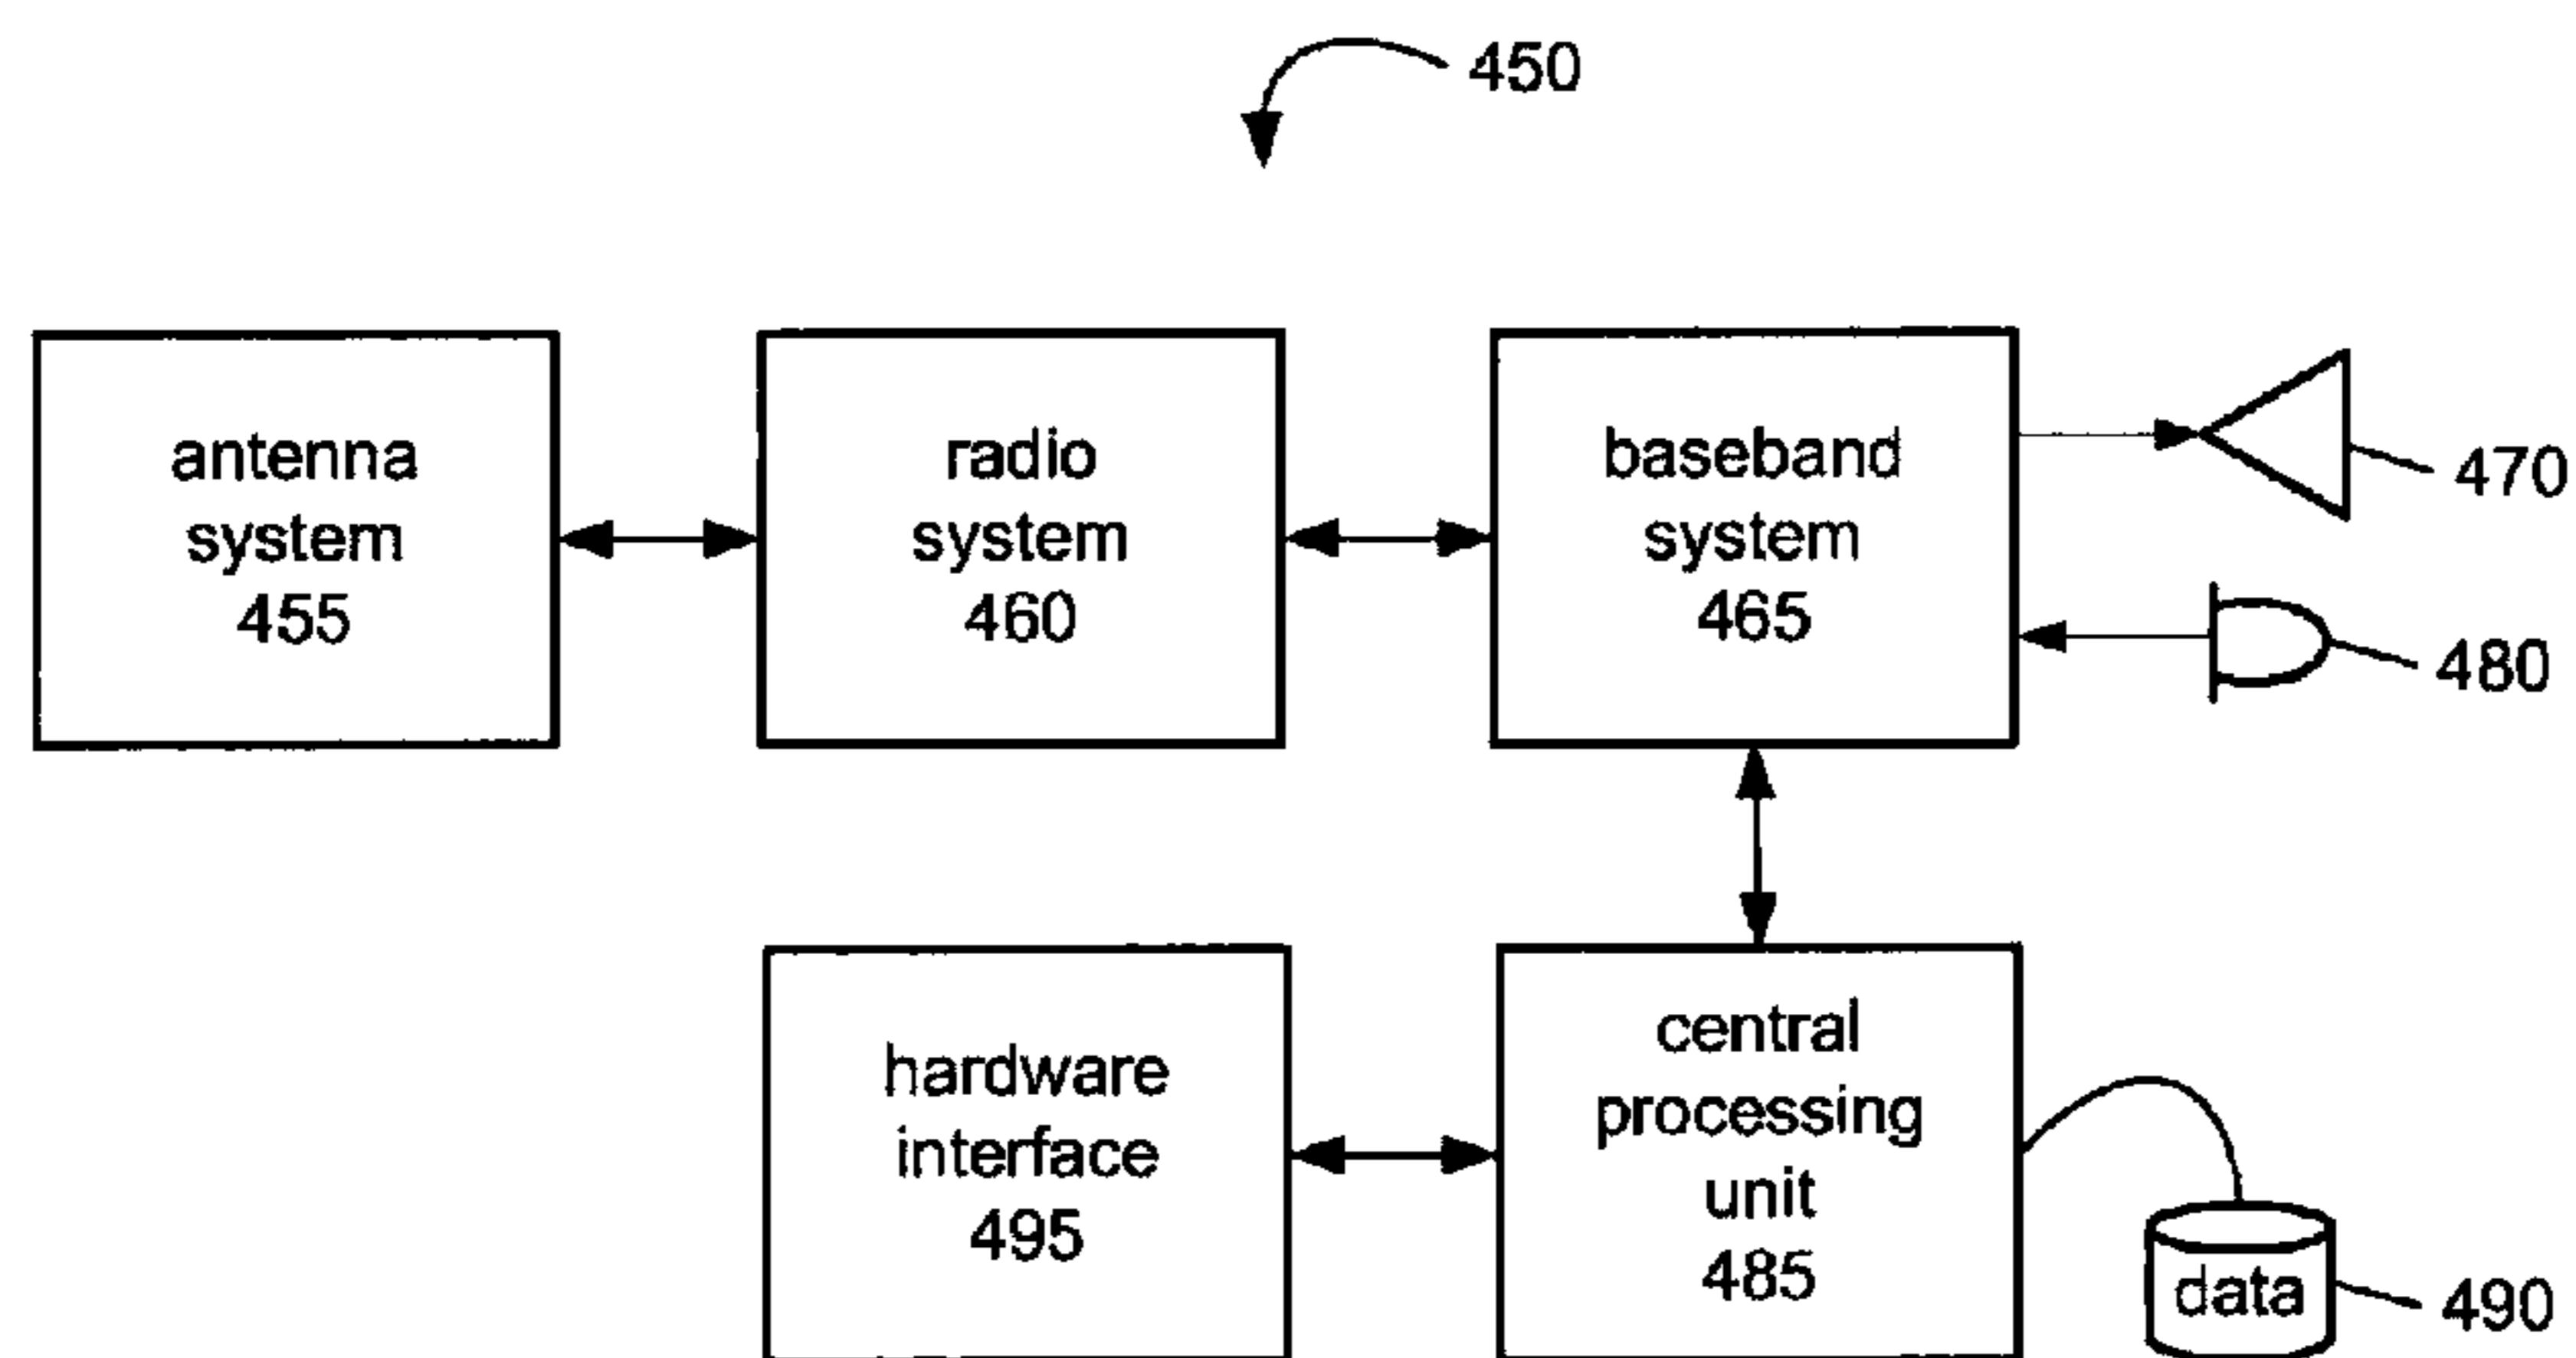 450
antenna
system
455
radio
system
460
baseband
system
465
470
480
hardware
interface
495
central
processing
unit
485
data
490